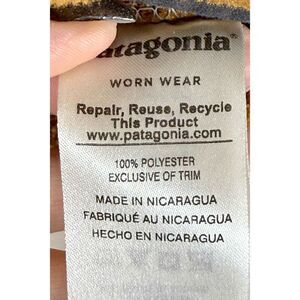 patagonia®
WORN WEAR
Repair, Reuse, Recycle
This Product
www.patagonia.com
100% POLYESTER
EXCLUSIVE OF TRIM
MADE IN NICARAGUA
FABRIQUÉ AU NICARAGUA
HECHO EN NICARAGUA